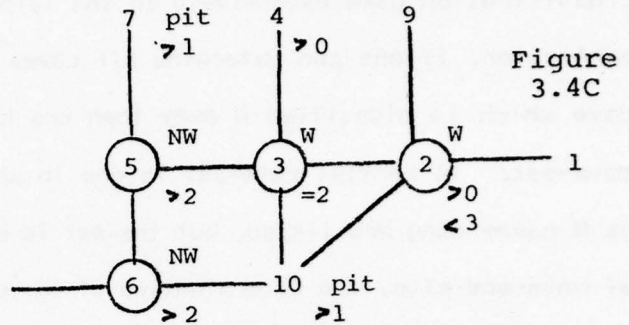 7 pit 4 9
>1 >0
Figure
3.4C
NW W W
5 3 2 1
>2 =2 >0
<3
NW
6 10 pit
>2 >1